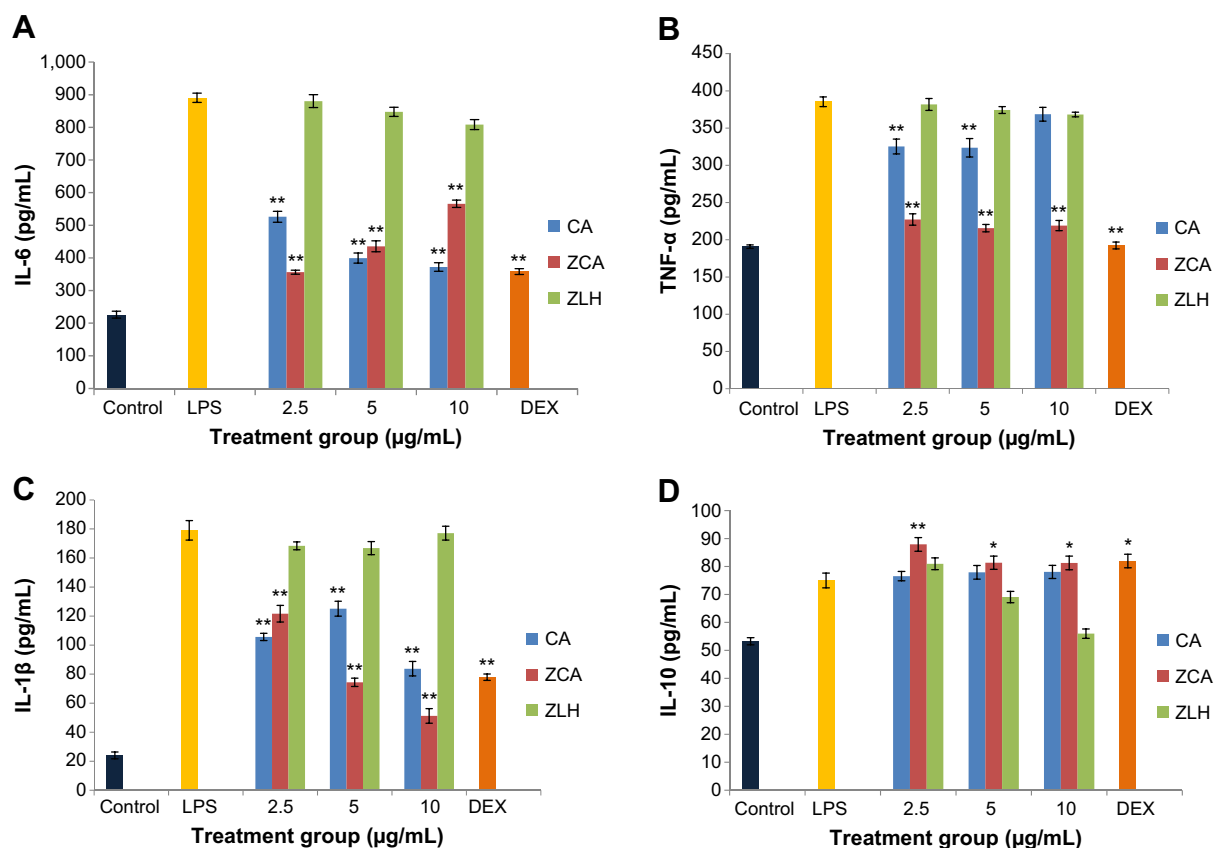 A
1,000
900
800
700
600
500
400
300
200
100
0
IL-6 (pg/mL)
**
**
**
**
**
**
**
CA
ZCA
ZLH
Control LPS 2.5 5 10 DEX
Treatment group (µg/mL)
B
450
400
350
300
250
200
150
100
50
0
TNF-α (pg/mL)
**
**
**
**
**
**
CA
ZCA
ZLH
Control LPS 2.5 5 10 DEX
Treatment group (µg/mL)
C
200
180
160
140
120
100
80
60
40
20
0
IL-1β (pg/mL)
**
**
**
**
**
**
**
CA
ZCA
ZLH
Control LPS 2.5 5 10 DEX
Treatment group (µg/mL)
D
100
90
80
70
60
50
40
30
20
10
0
IL-10 (pg/mL)
**
*
*
*
CA
ZCA
ZLH
Control LPS 2.5 5 10 DEX
Treatment group (µg/mL)